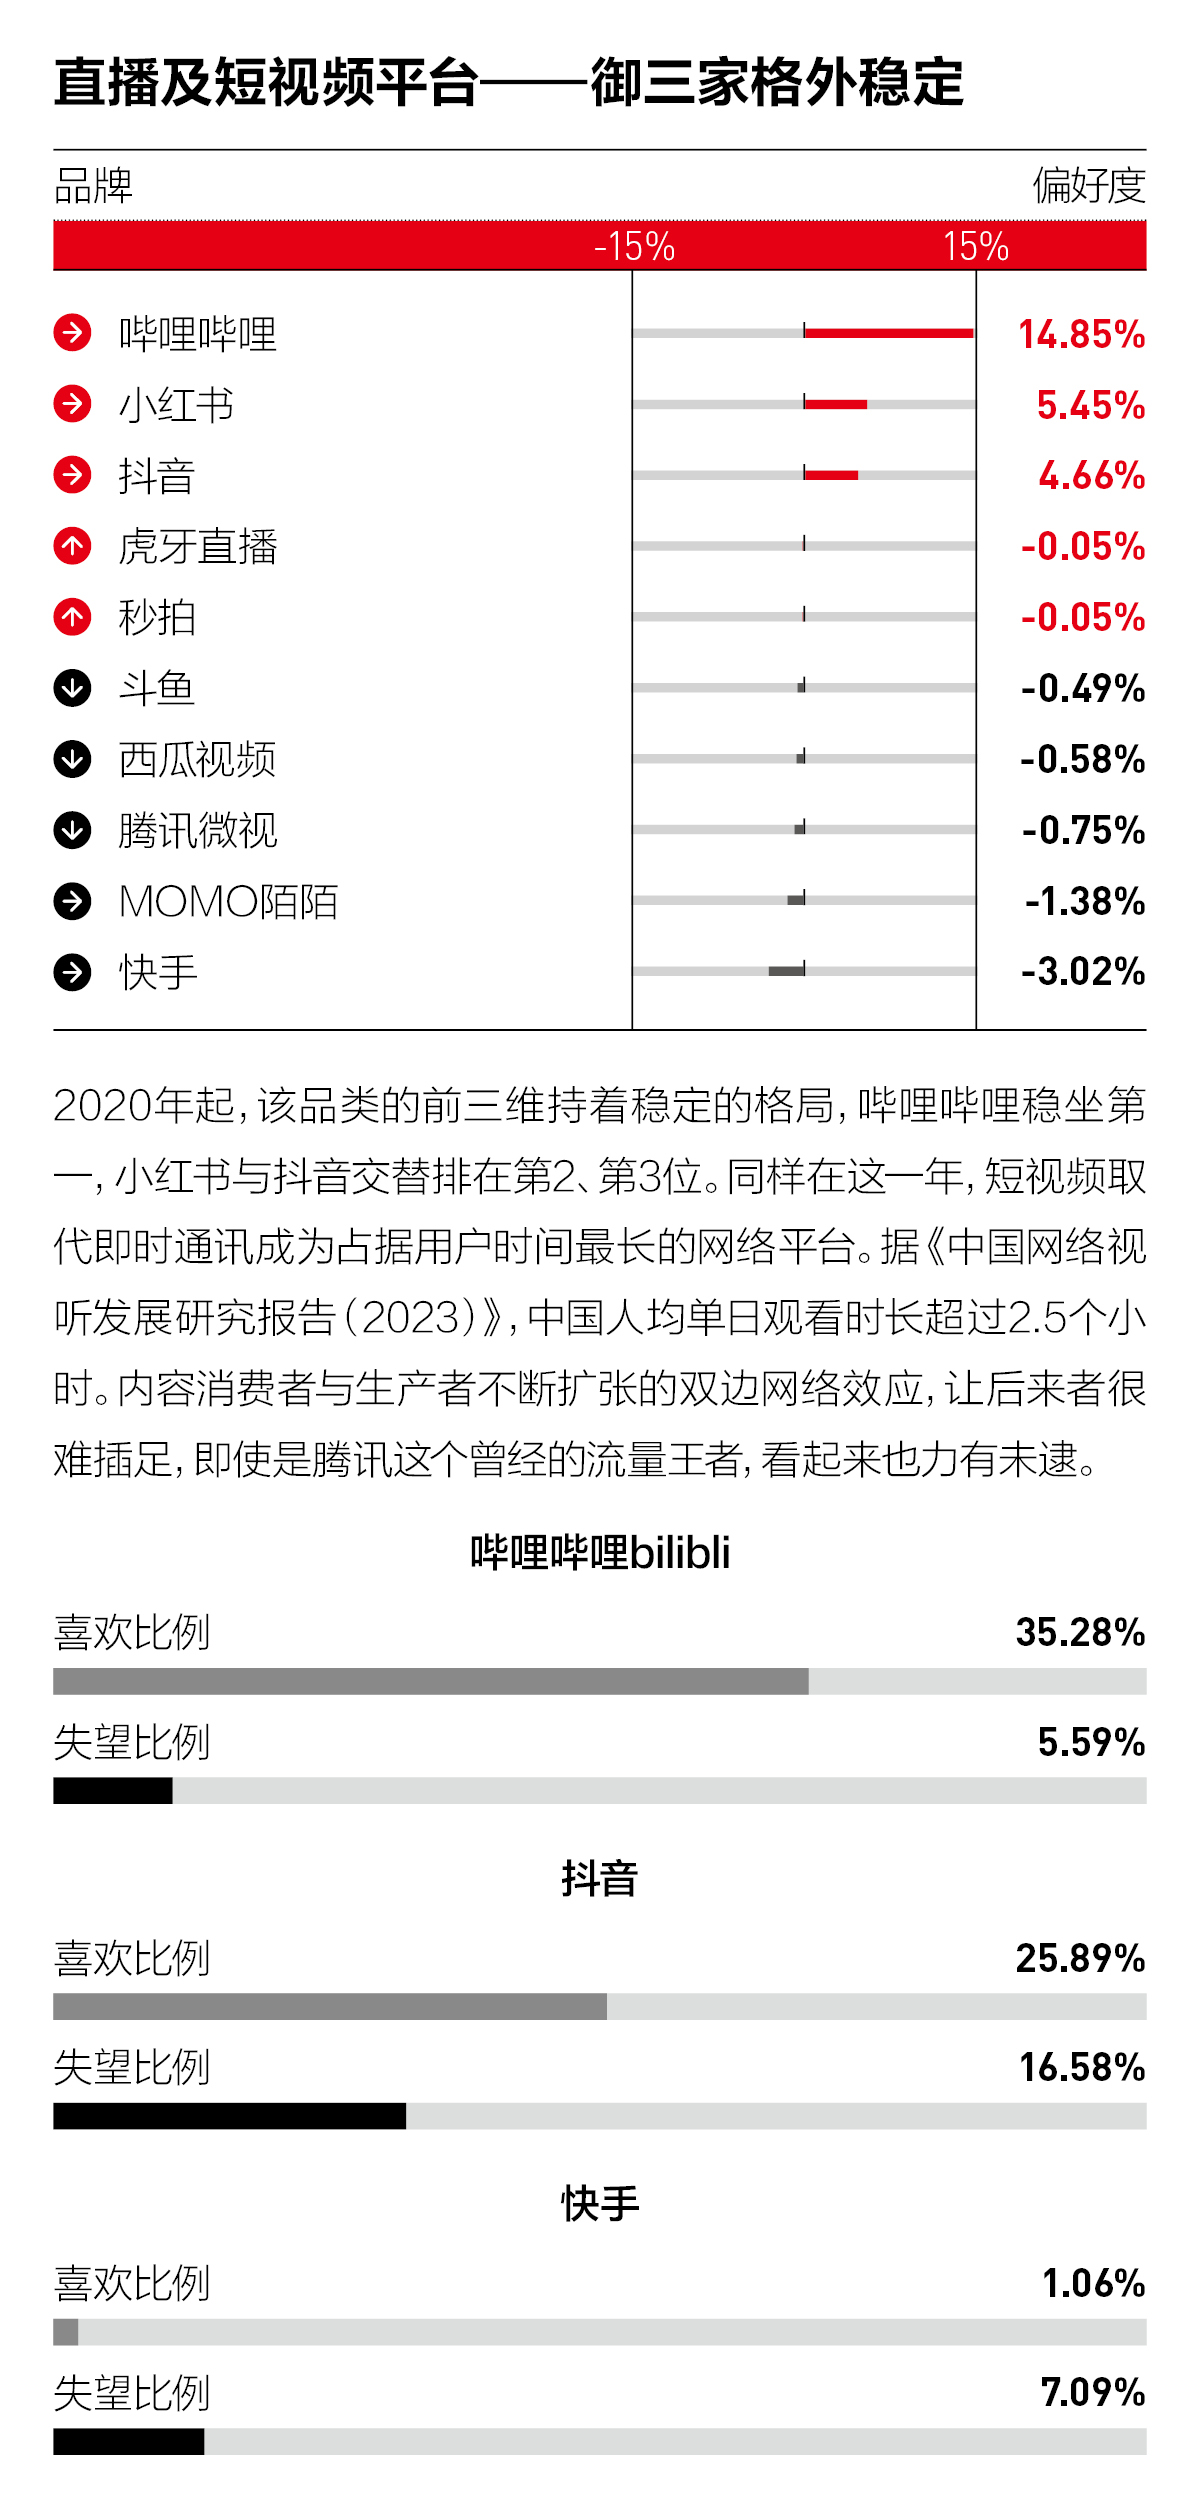 直播及短视频平台——御三家格外稳定
品牌 偏好度
-15% 15%
哔哩哔哩 14.85%
小红书 5.45%
抖音 4.66%
虎牙直播 -0.05%
秒拍 -0.05%
斗鱼 -0.49%
西瓜视频 -0.58%
腾讯微视 -0.75%
MOMO陌陌 -1.38%
快手 -3.02%
2020年起，该品类的前三维持着稳定的格局，哔哩哔哩稳坐第
一，小红书与抖音交替排在第2、第3位。同样在这一年，短视频取
代即时通讯成为占据用户时间最长的网络平台。据《中国网络视
听发展研究报告（2023）》，中国人均单日观看时长超过2.5个小
时。内容消费者与生产者不断扩张的双边网络效应，让后来者很
难插足，即使是腾讯这个曾经的流量王者，看起来也力有未逮。
哔哩哔哩bilibli
喜欢比例 35.28%
失望比例 5.59%
抖音
喜欢比例 25.89%
失望比例 16.58%
快手
喜欢比例 1.06%
失望比例 7.09%